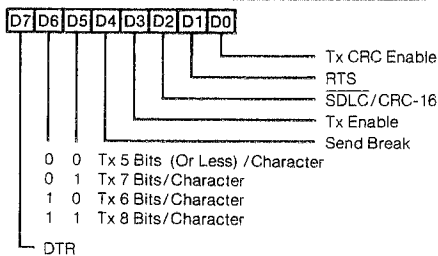 D7 D6 D5 D4 D3 D2 D1 D0
Tx CRC Enable
RTS
SDLC/CRC-16
Tx Enable
Send Break
0 0 Tx 5 Bits (Or Less) /Character
0 1 Tx 7 Bits/Character
1 0 Tx 6 Bits/Character
1 1 Tx 8 Bits/Character
DTR